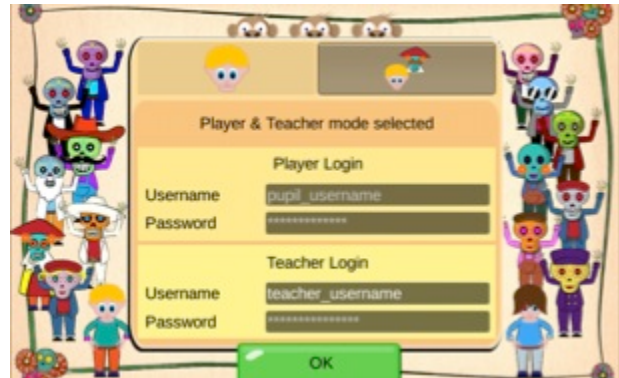 Player & Teacher mode selected
Player Login
Username pupil_username
Password *************
Teacher Login
Username teacher_username
Password ***************
OK